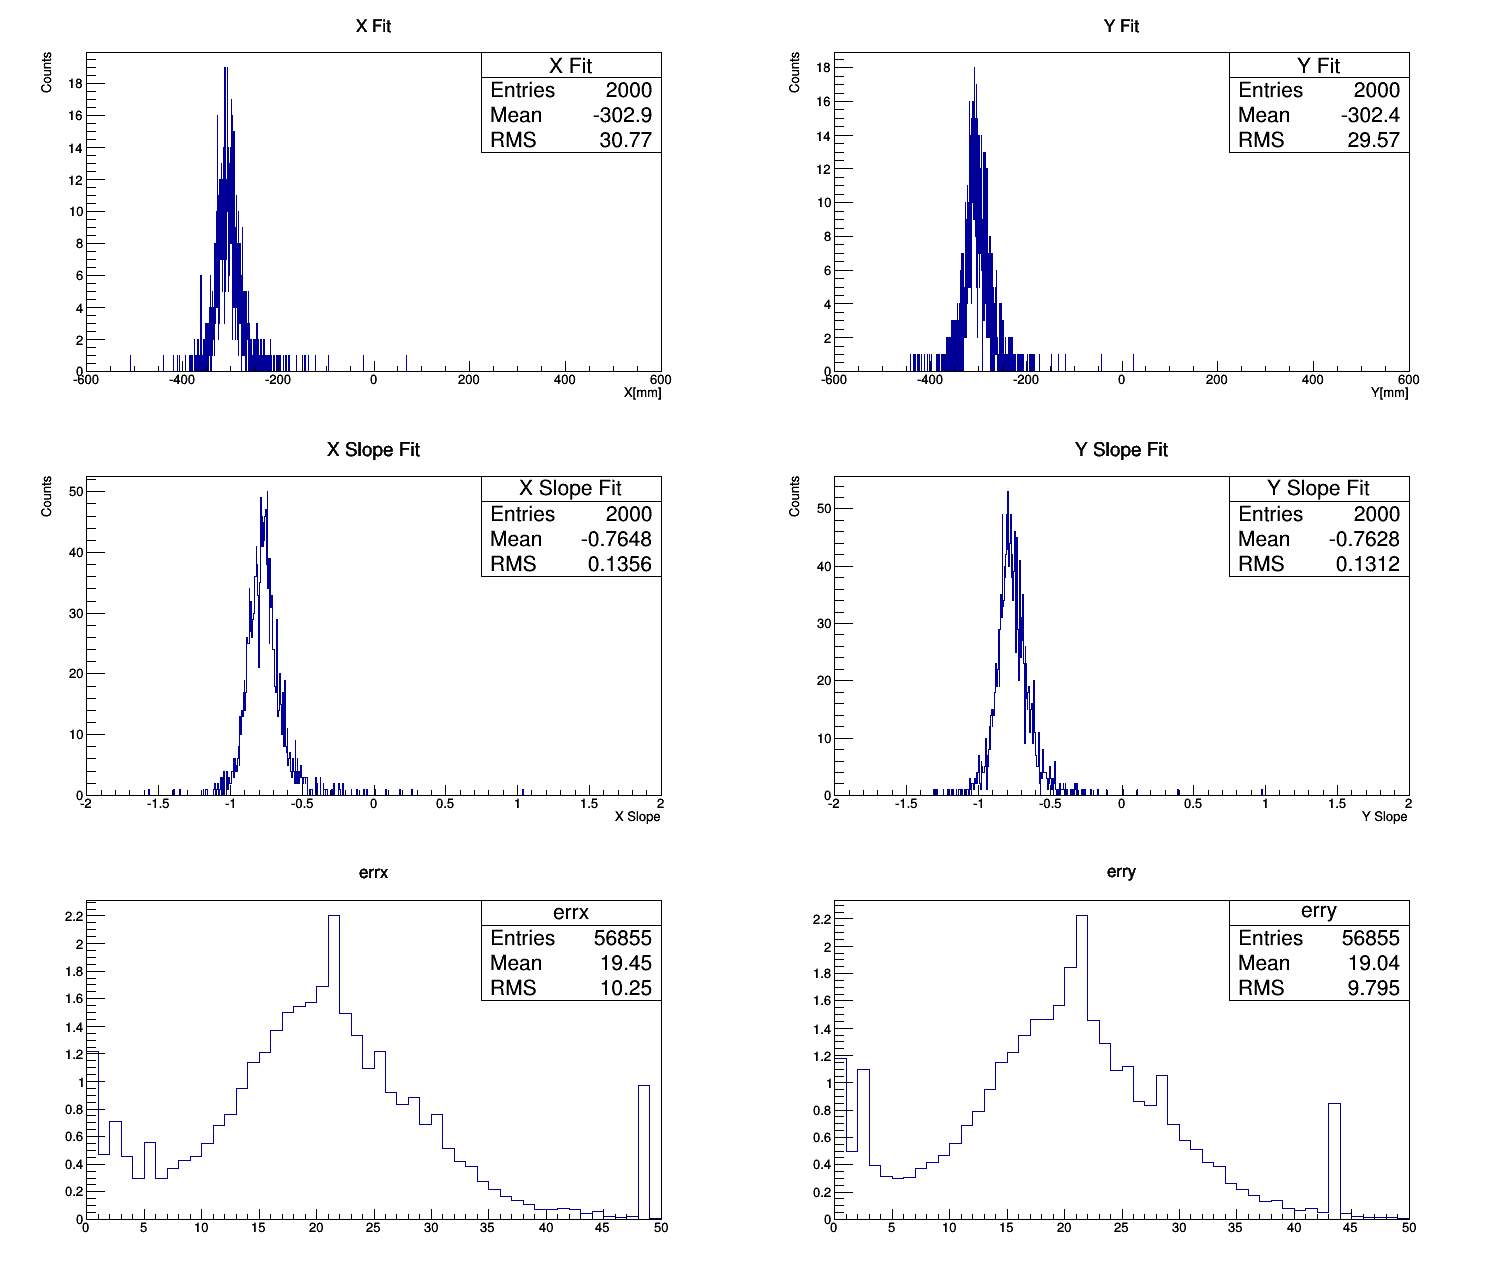 X Fit
Counts
X Fit
Entries 2000
Mean -302.9
RMS 30.77
18
16
14
12
10
8
6
4
2
0
-600 -400 -200 0 200 400 600
X[mm]
Y Fit
Counts
Y Fit
Entries 2000
Mean -302.4
RMS 29.57
18
16
14
12
10
8
6
4
2
0
-600 -400 -200 0 200 400 600
Y[mm]
X Slope Fit
Counts
X Slope Fit
Entries 2000
Mean -0.7648
RMS 0.1356
50
40
30
20
10
0
-2 -1.5 -1 -0.5 0 0.5 1 1.5 2
X Slope
Y Slope Fit
Counts
Y Slope Fit
Entries 2000
Mean -0.7628
RMS 0.1312
50
40
30
20
10
0
-2 -1.5 -1 -0.5 0 0.5 1 1.5 2
Y Slope
errx
errx
Entries 56855
Mean 19.45
RMS 10.25
2.2
2
1.8
1.6
1.4
1.2
1
0.8
0.6
0.4
0.2
0
0 5 10 15 20 25 30 35 40 45 50
erry
erry
Entries 56855
Mean 19.04
RMS 9.795
2.2
2
1.8
1.6
1.4
1.2
1
0.8
0.6
0.4
0.2
0
0 5 10 15 20 25 30 35 40 45 50